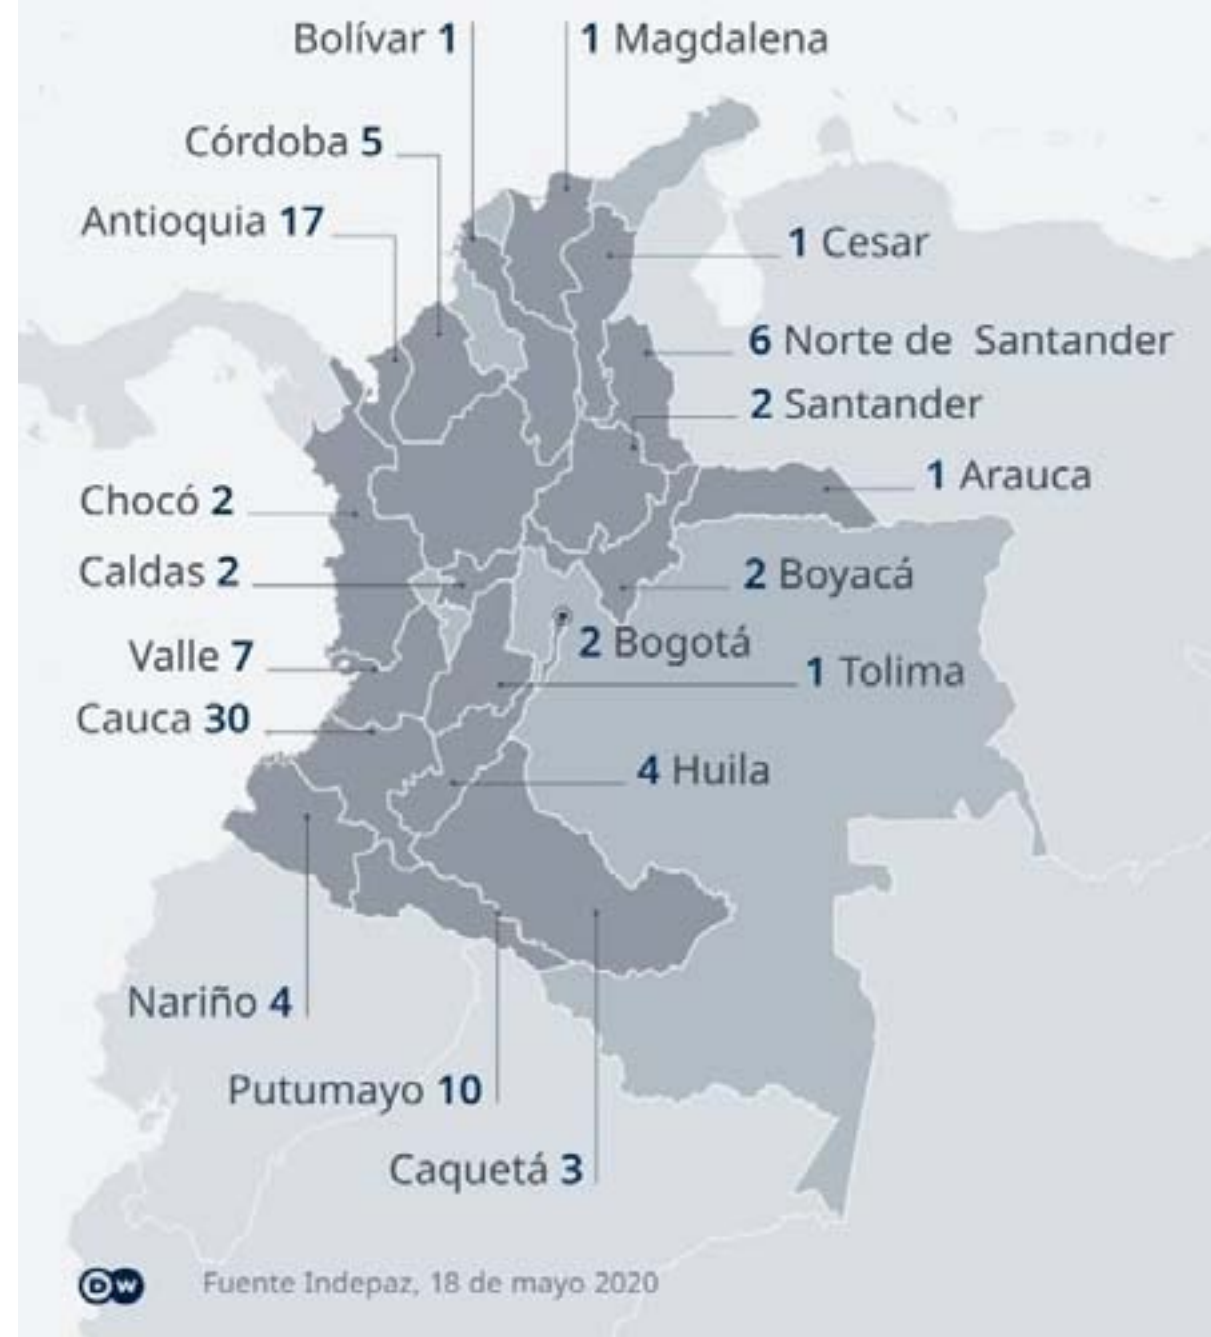 Bolívar 1
1 Magdalena
Córdoba 5
Antioquia 17
1 Cesar
6 Norte de Santander
2 Santander
1 Arauca
Chocó 2
Caldas 2
2 Boyacá
Valle 7
2 Bogotá
1 Tolima
Cauca 30
4 Huila
Nariño 4
Putumayo 10
Caquetá 3
DW
Fuente Indepaz, 18 de mayo 2020